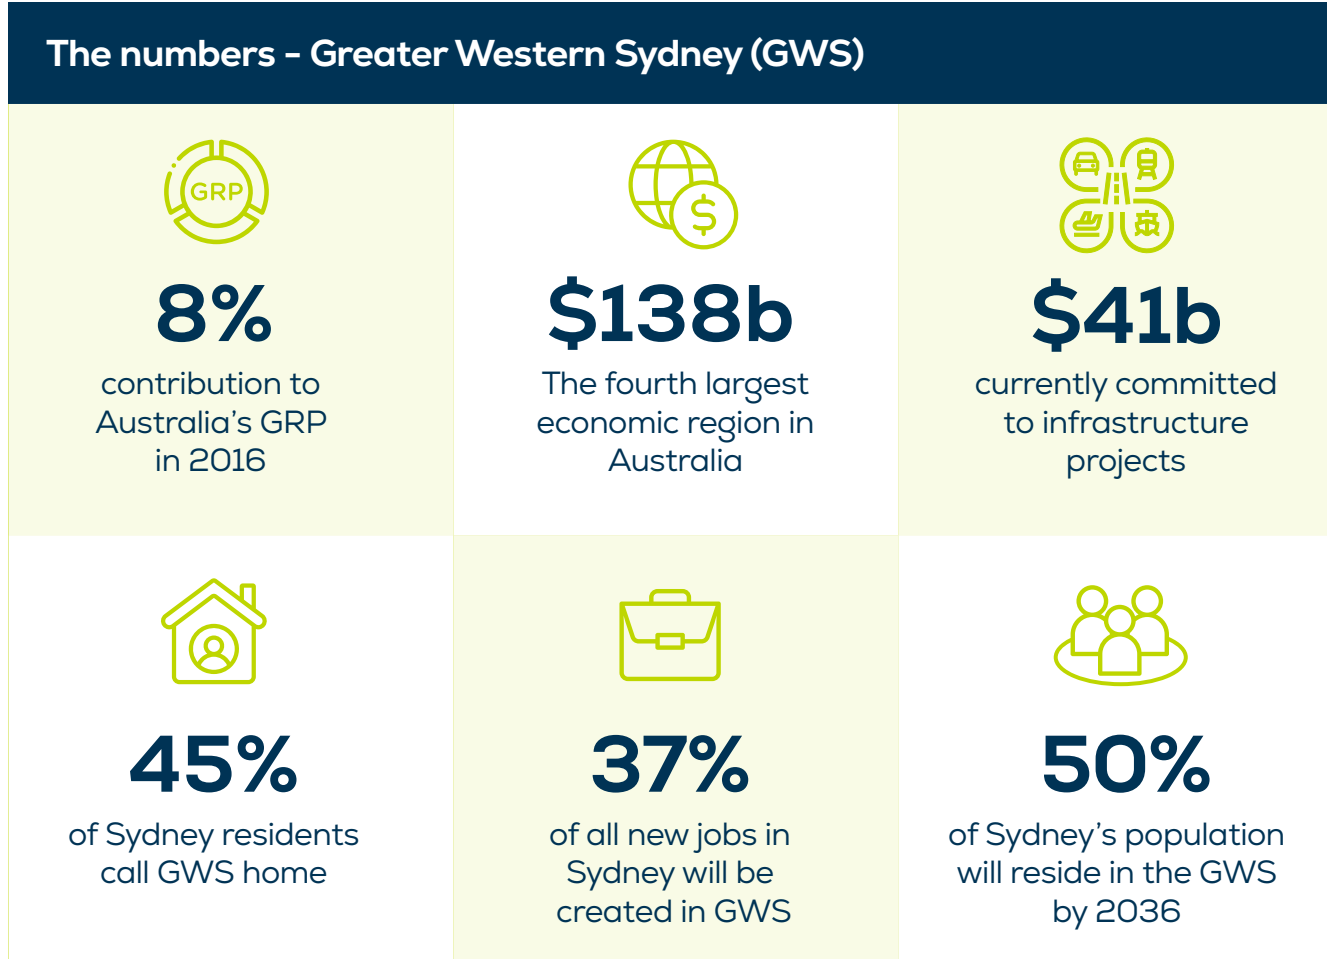 The numbers - Greater Western Sydney (GWS)
GRP
8%
contribution to
Australia's GRP
in 2016
$138b
The fourth largest
economic region in
Australia
$
$41b
currently committed
to infrastructure
projects
45%
of Sydney residents
call GWS home
37%
of all new jobs in
Sydney will be
created in GWS
50%
of Sydney's population
will reside in the GWS
by 2036